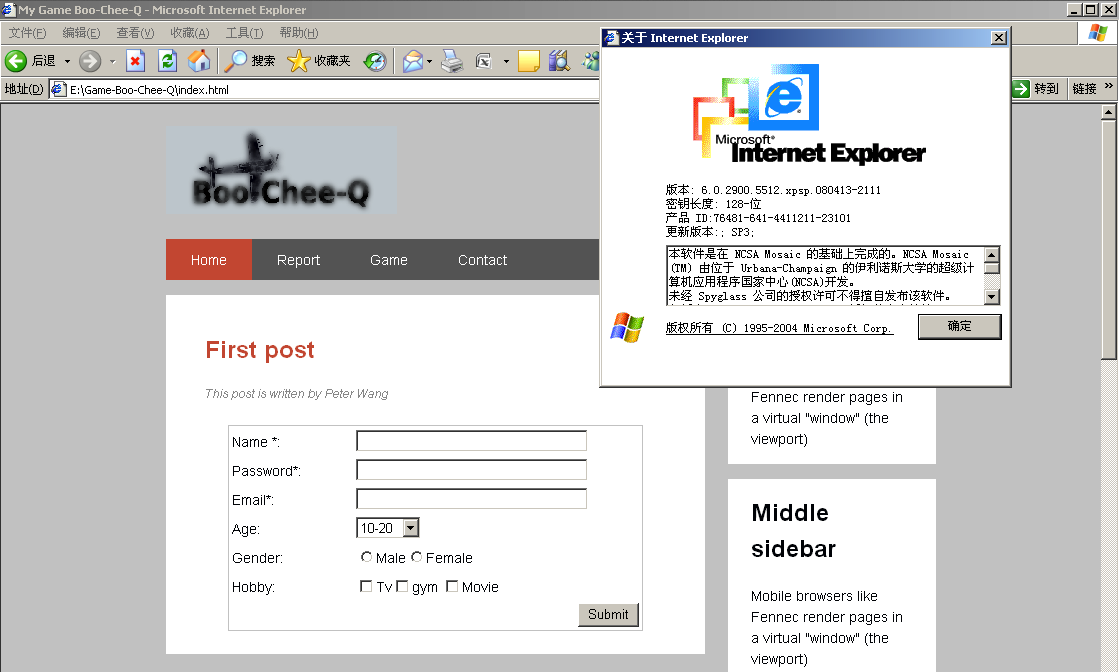 My Game Boo-Chee-Q - Microsoft Internet Explorer
文件(F) 编辑(E) 查看(V) 收藏(A) 工具(T) 帮助(H)
后退 搜索 收藏夹
地址(D) E:\Game-Boo-Chee-Q\index.html 转到 链接 »
Boo-Chee-Q
Home Report Game Contact
First post
This post is written by Peter Wang
Name *:
Password*:
Email*:
Age: 10-20
Gender: Male Female
Hobby: Tv gym Movie
Submit
关于 Internet Explorer
Microsoft®
Internet Explorer
版本: 6.0.2900.5512.xpsp.080413-2111
密钥长度: 128-位
产品 ID:76481-641-4411211-23101
更新版本:; SP3;
本软件是在 NCSA Mosaic 的基础上完成的。NCSA Mosaic
(TM) 由位于 Urbana-Champaign 的伊利诺斯大学的超级计
算机应用程序国家中心(NCSA)开发。
未经 Spyglass 公司的授权许可不得擅自发布该软件。
版权所有 (C) 1995-2004 Microsoft Corp.
确定
Fennec render pages in
a virtual "window" (the
viewport)
Middle
sidebar
Mobile browsers like
Fennec render pages in
a virtual "window" (the
viewport)